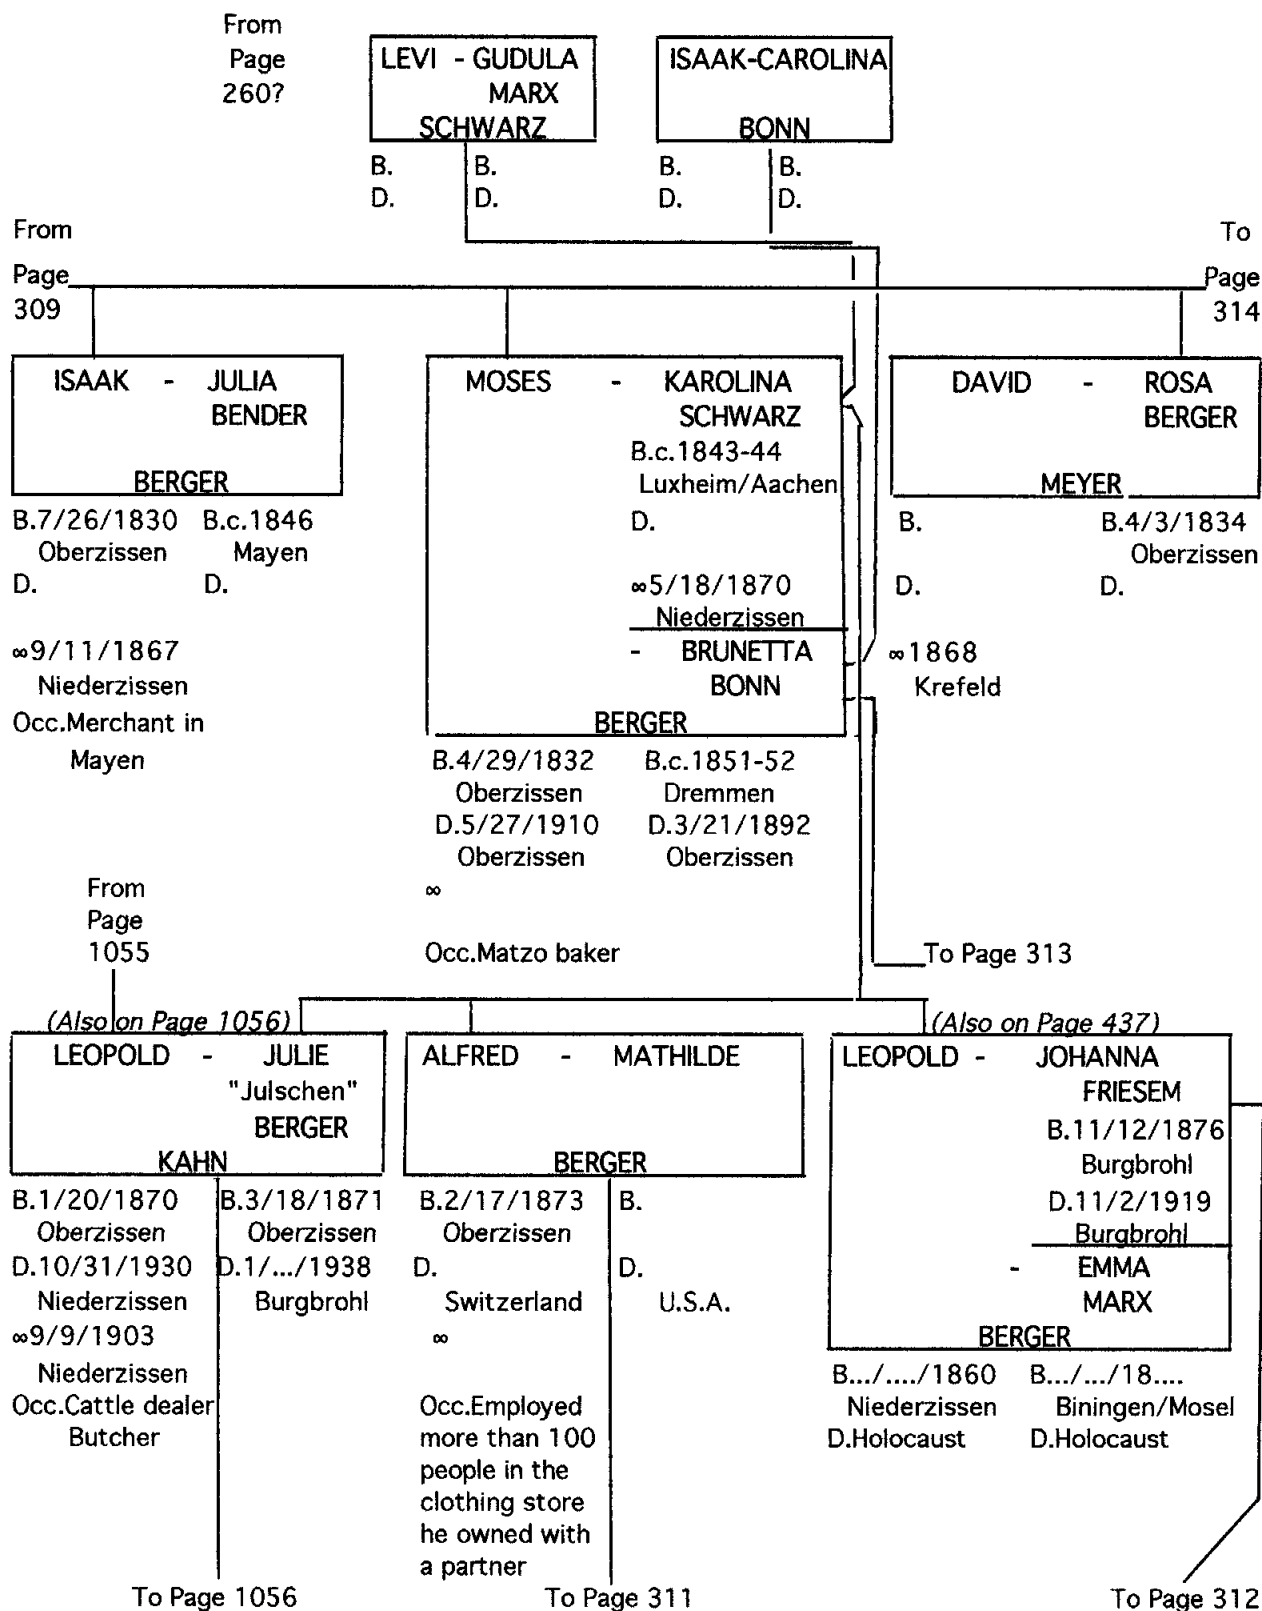 From
Page
260?
LEVI - GUDULA
MARX
SCHWARZ
B. B.
D. D.
ISAAK-CAROLINA
BONN
B. B.
D. D.
From
Page
309
To
Page
314
ISAAK - JULIA
BENDER
BERGER
B.7/26/1830 B.c.1846
Oberzissen Mayen
D. D.
∞9/11/1867
Niederzissen
Occ.Merchant in
Mayen
MOSES - KAROLINA
SCHWARZ
B.c.1843-44
Luxheim/Aachen
D.
∞5/18/1870
Niederzissen
- BRUNETTA
BONN
BERGER
B.4/29/1832 B.c.1851-52
Oberzissen Dremmen
D.5/27/1910 D.3/21/1892
Oberzissen Oberzissen
∞
Occ.Matzo baker
DAVID - ROSA
BERGER
MEYER
B. B.4/3/1834
Oberzissen
D. D.
∞1868
Krefeld
To Page 313
From
Page
1055
(Also on Page 1056)
LEOPOLD - JULIE
"Julschen"
BERGER
KAHN
B.1/20/1870 B.3/18/1871
Oberzissen Oberzissen
D.10/31/1930 D.1/.../1938
Niederzissen Burgbrohl
∞9/9/1903
Niederzissen
Occ.Cattle dealer
Butcher
To Page 1056
ALFRED - MATHILDE
BERGER
B.2/17/1873 B.
Oberzissen
D. D.
Switzerland U.S.A.
∞
Occ.Employed
more than 100
people in the
clothing store
he owned with
a partner
To Page 311
(Also on Page 437)
LEOPOLD - JOHANNA
FRIESEM
B.11/12/1876
Burgbrohl
D.11/2/1919
Burgbrohl
- EMMA
MARX
BERGER
B.../..../1860 B.../.../18....
Niederzissen Biningen/Mosel
D.Holocaust D.Holocaust
To Page 312